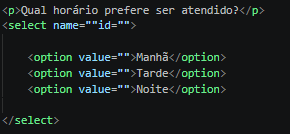 <p>Qual horário prefere ser atendido?</p>
<select name=""id="">
<option value="">Manhã</option>
<option value="">Tarde</option>
<option value="">Noite</option>
</select>